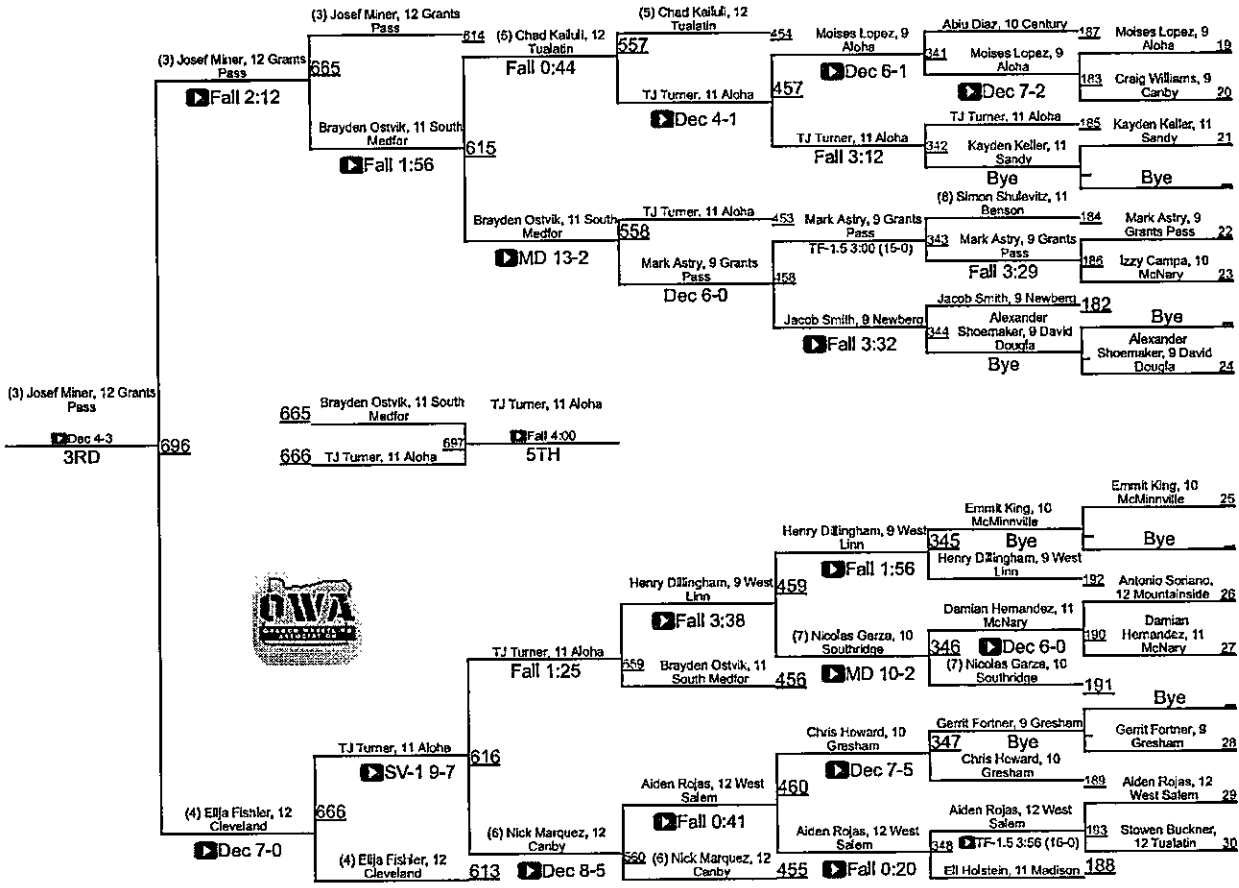 (3) Josef Miner, 12 Grants
Pass
614
(3) Josef Miner, 12 Grants
Pass
665
Fall 2:12
Brayden Ostvik, 11 South
Medfor
Fall 1:56
615
(5) Chad Kailuli, 12
Tualatin
557
Fall 0:44
(5) Chad Kailuli, 12
Tualatin
454
TJ Turner, 11 Aloha
Dec 4-1
457
Moises Lopez, 9
Aloha
Dec 6-1
341
Abiu Diaz, 10 Century
187
Moises Lopez, 9
Aloha
Dec 7-2
183
Moises Lopez, 9
Aloha
19
Craig Williams, 9
Canby
20
TJ Turner, 11 Aloha
Fall 3:12
342
TJ Turner, 11 Aloha
185
Kayden Keller, 11
Sandy
Bye
Kayden Keller, 11
Sandy
21
Bye
Brayden Ostvik, 11 South
Medfor
MD 13-2
558
TJ Turner, 11 Aloha
453
Mark Astry, 9 Grants
Pass
Dec 6-0
458
Mark Astry, 9 Grants
Pass
TF-1.5 3:00 (15-0)
343
(8) Simon Shulevitz, 11
Benson
184
Mark Astry, 9 Grants
Pass
Fall 3:29
186
Mark Astry, 9
Grants Pass
22
Izzy Campa, 10
McNary
23
Jacob Smith, 9 Newberg
Fall 3:32
344
Jacob Smith, 9 Newberg
182
Alexander
Shoemaker, 9 David
Dougla
Bye
Bye
Alexander
Shoemaker, 9 David
Dougla
24
(3) Josef Miner, 12 Grants
Pass
Dec 4-3
3RD
696
665
Brayden Ostvik, 11 South
Medfor
666
TJ Turner, 11 Aloha
697
TJ Turner, 11 Aloha
Fall 4:00
5TH
OWA
Henry Dillingham, 9 West
Linn
Fall 1:56
345
Emmit King, 10
McMinnville
Bye
Emmit King, 10
McMinnville
25
Bye
Henry Dillingham, 9 West
Linn
192
Henry Dillingham, 9 West
Linn
Fall 3:38
459
(7) Nicolas Garza, 10
Southridge
MD 10-2
346
Damian Hernandez, 11
McNary
Dec 6-0
190
Antonio Soriano,
12 Mountainside
26
Damian
Hernandez, 11
McNary
27
(7) Nicolas Garza, 10
Southridge
191
TJ Turner, 11 Aloha
Fall 1:25
559
Brayden Ostvik, 11
South Medfor
456
TJ Turner, 11 Aloha
SV-1 9-7
616
Chris Howard, 10
Gresham
Dec 7-5
347
Gerrit Fortner, 9 Gresham
Bye
Bye
Gerrit Fortner, 9
Gresham
28
Chris Howard, 10
Gresham
189
Aiden Rojas, 12 West
Salem
Fall 0:41
460
Aiden Rojas, 12 West
Salem
Fall 0:20
348
Aiden Rojas, 12 West
Salem
TF-1.5 3:56 (16-0)
193
Aiden Rojas, 12
West Salem
29
Stowen Buckner,
12 Tualatin
30
Eli Holstein, 11 Madison
188
(6) Nick Marquez, 12
Canby
Dec 8-5
560
(6) Nick Marquez, 12
Canby
455
(4) Elija Fishler, 12
Cleveland
Dec 7-0
666
(4) Elija Fishler, 12
Cleveland
613